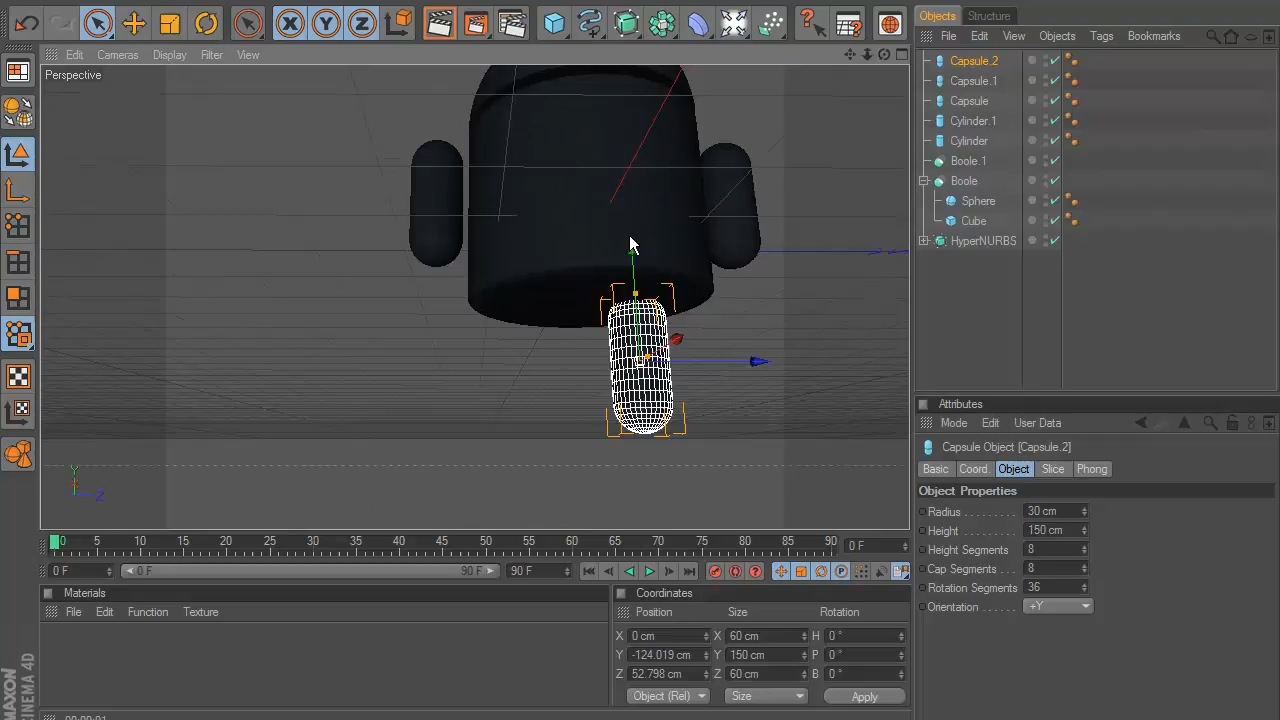 X Y Z
Objects Structure
File Edit View Objects Tags Bookmarks
Edit Cameras Display Filter View
Perspective
Capsule.2
Capsule.1
Capsule
Cylinder.1
Cylinder
Boole.1
Boole
Sphere
Cube
HyperNURBS
Attributes
Mode Edit User Data
Capsule Object [Capsule.2]
Basic Coord. Object Slice Phong
Object Properties
Radius 30 cm
Height 150 cm
Height Segments 8
Cap Segments 8
Rotation Segments 36
Orientation +Y
Y
Z
0 5 10 15 20 25 30 35 40 45 50 55 60 65 70 75 80 85 90 0 F
0 F 0 F 90 F 90 F P
Materials
File Edit Function Texture
Coordinates
Position Size Rotation
X 0 cm X 60 cm H 0 °
Y -124.019 cm Y 150 cm P 0 °
Z 52.798 cm Z 60 cm B 0 °
Object (Rel) Size Apply
MAXON
CINEMA 4D